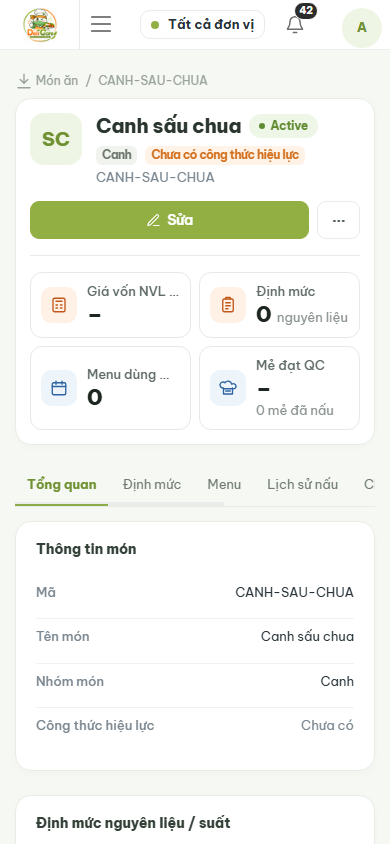 Tất cả đơn vị
42
A
Món ăn / CANH-SAU-CHUA
SC
Canh sấu chua
Active
Canh
Chưa có công thức hiệu lực
CANH-SAU-CHUA
Sửa
...
Giá vốn NVL ...
–
Định mức
0 nguyên liệu
Menu dùng ...
0
Mẻ đạt QC
–
0 mẻ đã nấu
Tổng quan
Định mức
Menu
Lịch sử nấu
Thông tin món
Mã
CANH-SAU-CHUA
Tên món
Canh sấu chua
Nhóm món
Canh
Công thức hiệu lực
Chưa có
Định mức nguyên liệu / suất